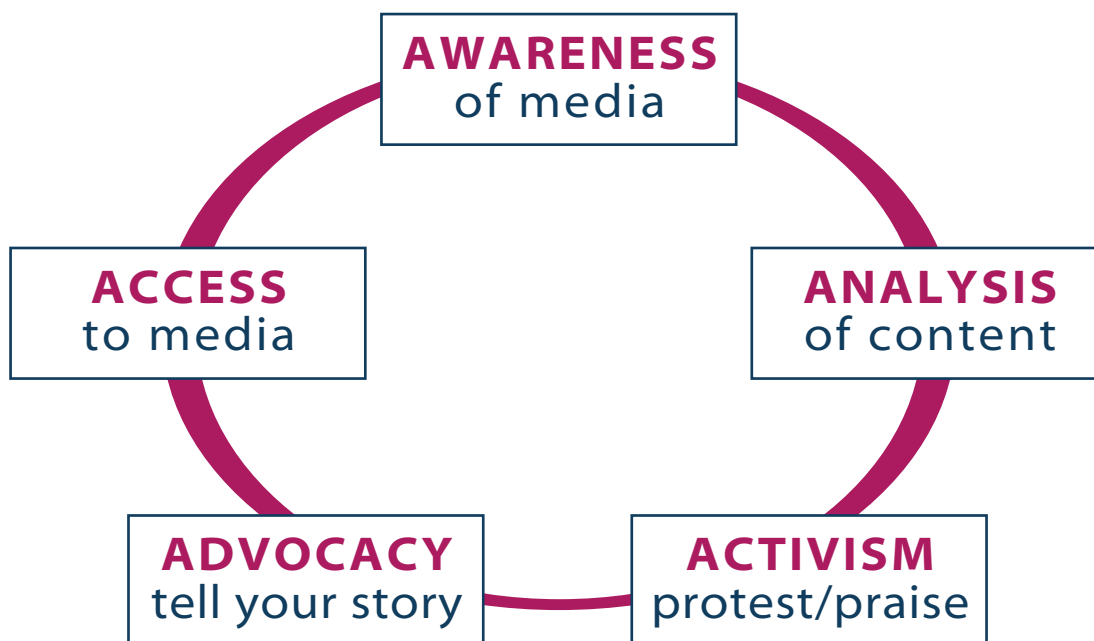 AWARENESS
of media
ANALYSIS
of content
ACTIVISM
protest/praise
ADVOCACY
tell your story
ACCESS
to media